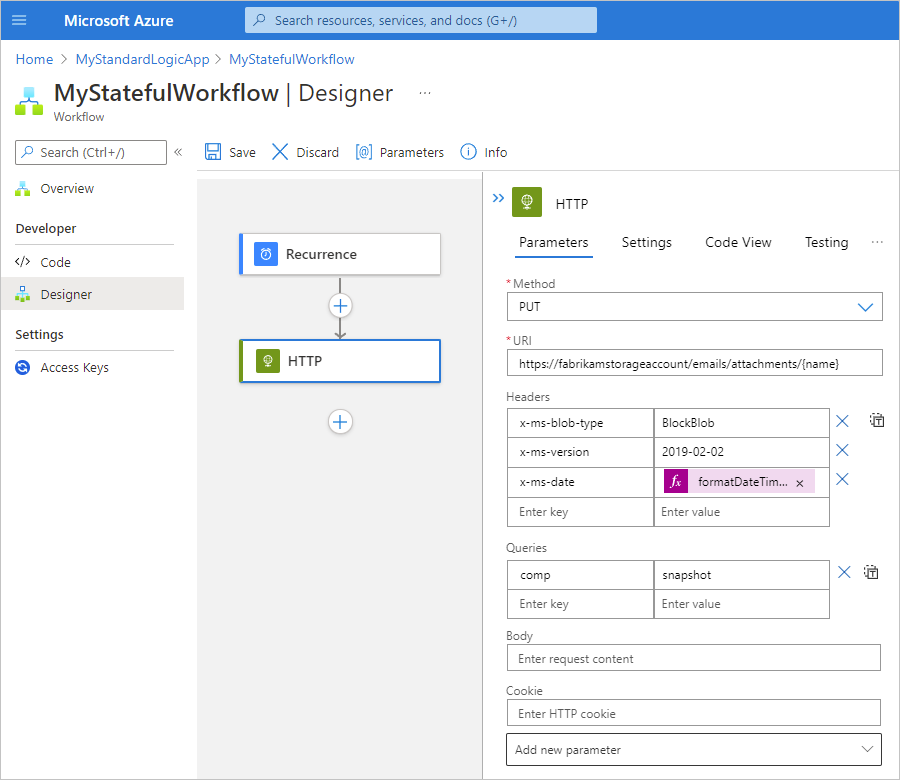 Microsoft Azure
Search resources, services, and docs (G+/)
Home > MyStandardLogicApp > MyStatefulWorkflow
MyStatefulWorkflow | Designer ...
Workflow
Search (Ctrl+/) «
Overview
Developer
Code
Designer
Settings
Access Keys
Save Discard Parameters Info
Recurrence
HTTP
HTTP
Parameters Settings Code View Testing ...
* Method
PUT
* URI
https://fabrikamstorageaccount/emails/attachments/{name}
Headers
x-ms-blob-type BlockBlob
x-ms-version 2019-02-02
x-ms-date fx formatDateTim... ×
Enter key Enter value
Queries
comp snapshot
Enter key Enter value
Body
Enter request content
Cookie
Enter HTTP cookie
Add new parameter